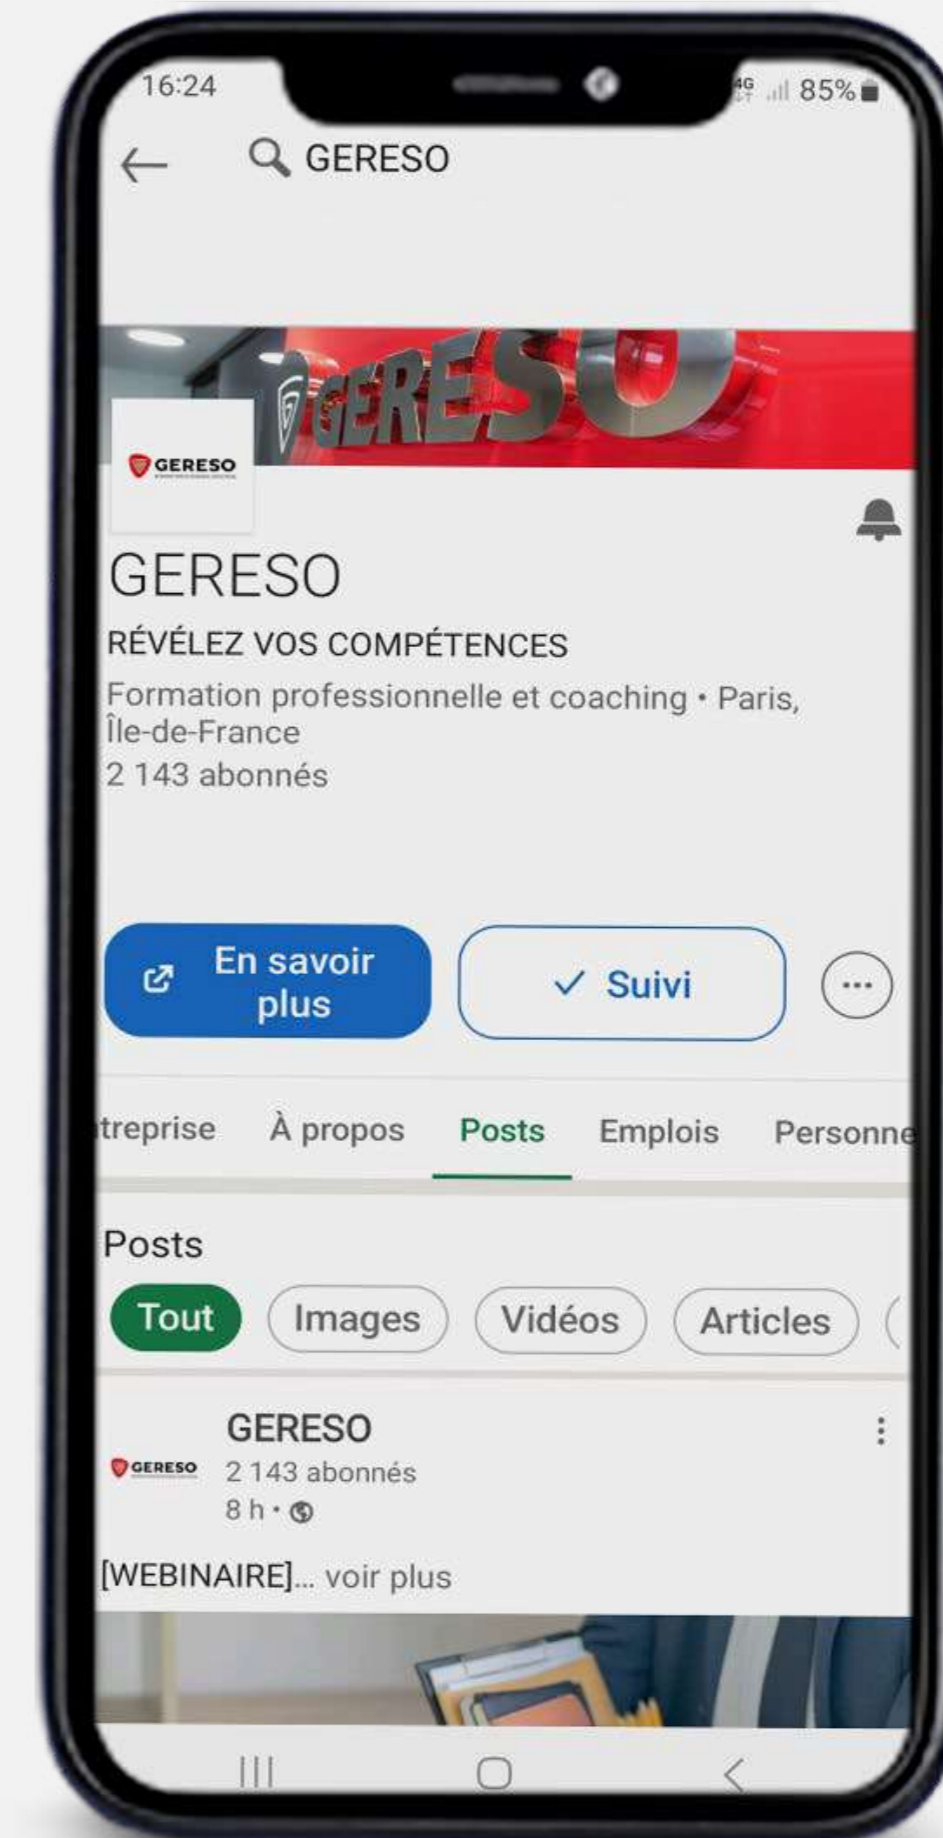 16:24
4G 85%
GERESO
GERESO
GERESO
GERESO
RÉVÉLEZ VOS COMPÉTENCES
Formation professionnelle et coaching • Paris,
Île-de-France
2 143 abonnés
En savoir
plus
Suivi
treprise À propos Posts Emplois Personne
Posts
Tout Images Vidéos Articles
GERESO
GERESO
2 143 abonnés
8 h •
[WEBINAIRE]... voir plus